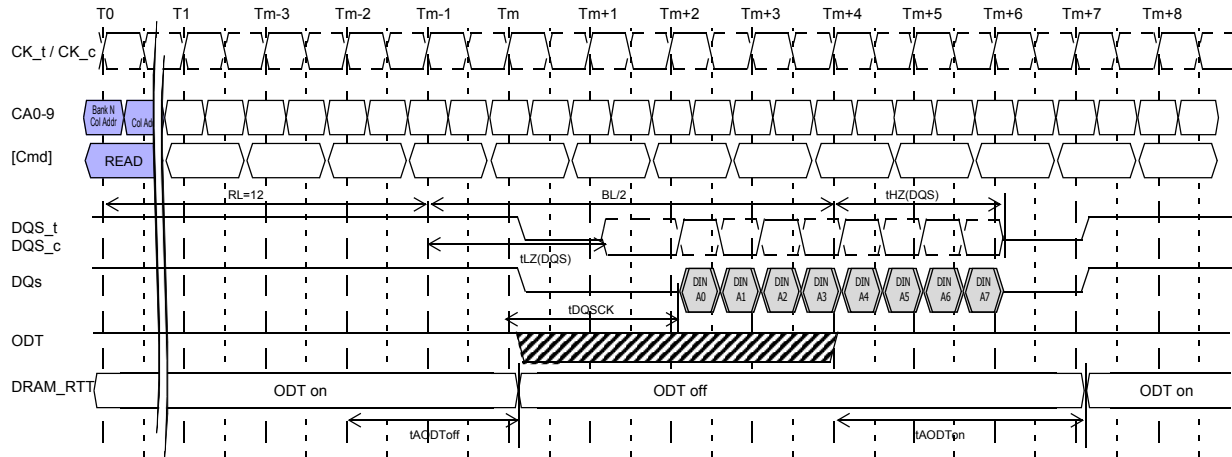 T0 T1 Tm-3 Tm-2 Tm-1 Tm Tm+1 Tm+2 Tm+3 Tm+4 Tm+5 Tm+6 Tm+7 Tm+8
CK_t / CK_c
CA0-9 Bank N Col Addr
[Cmd] READ
RL=12 BL/2 tHZ(DQS)
DQS_t
DQS_c
tLZ(DQS)
DQs DIN A0 DIN A1 DIN A2 DIN A3 DIN A4 DIN A5 DIN A6 DIN A7
tDQSCK
ODT
DRAM_RTT ODT on ODT off ODT on
tAODToff tAODTon